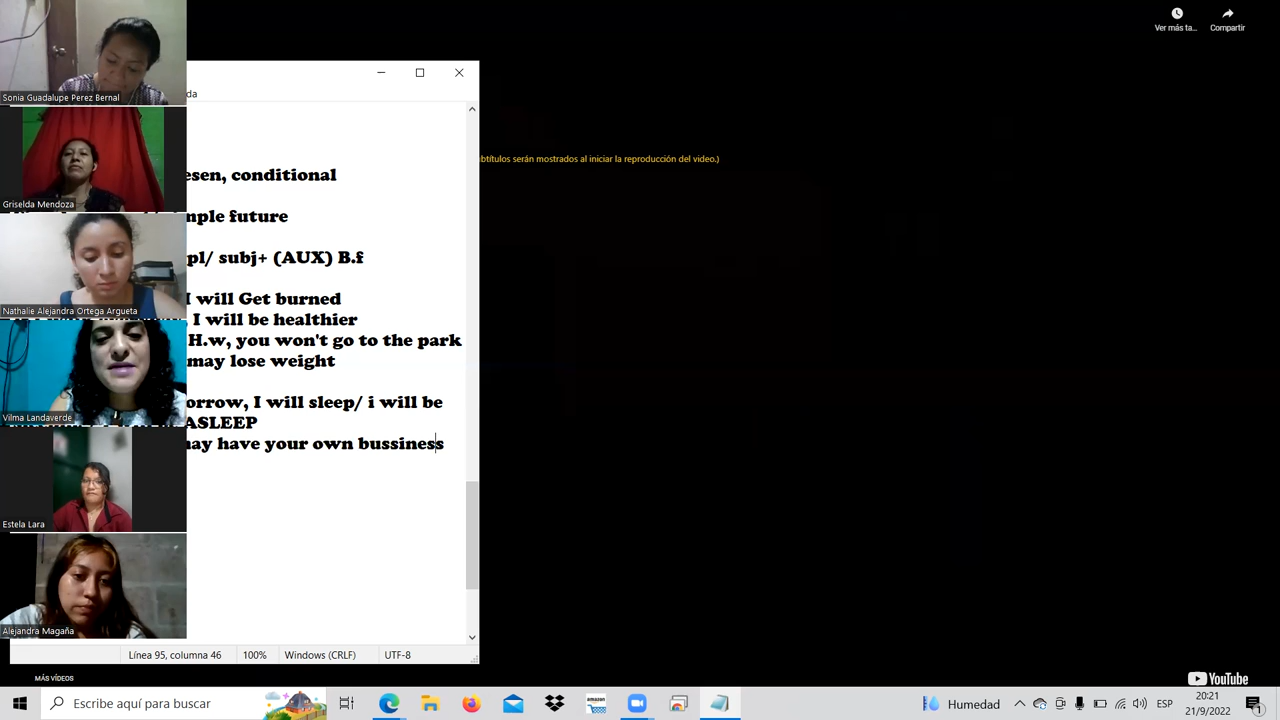 Sonia Guadalupe Perez Bernal
Griselda Mendoza
Nathalie Alejandra Ortega Argueta
Vilma Landaverde
Estela Lara
Alejandra Magaña
da
esen, conditional
mple future
pl/ subj+ (AUX) B.f
I will Get burned
, I will be healthier
H.w, you won't go to the park
may lose weight
orrow, I will sleep/ i will be
ASLEEP
nay have your own bussiness
Línea 95, columna 46
100%
Windows (CRLF)
UTF-8
Ver más ta...
Compartir
btítulos serán mostrados al iniciar la reproducción del video.)
MÁS VÍDEOS
YouTube
Escribe aquí para buscar
amazon
Humedad
ESP
20:21
21/9/2022
1